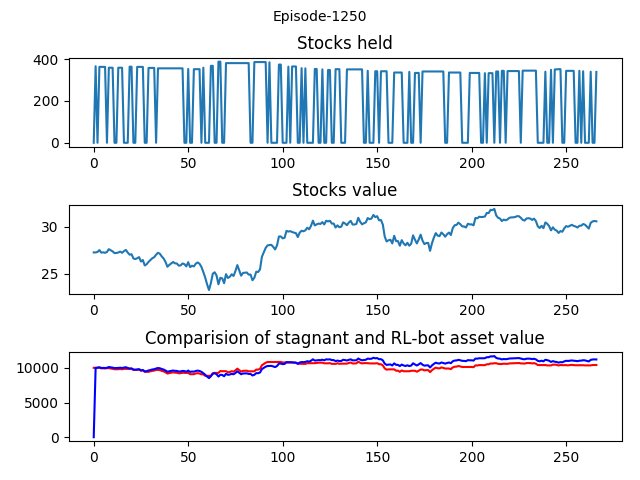 Episode-1250
Stocks held
400
200
0
0 50 100 150 200 250
Stocks value
30
25
0 50 100 150 200 250
Comparision of stagnant and RL-bot asset value
10000
5000
0
0 50 100 150 200 250